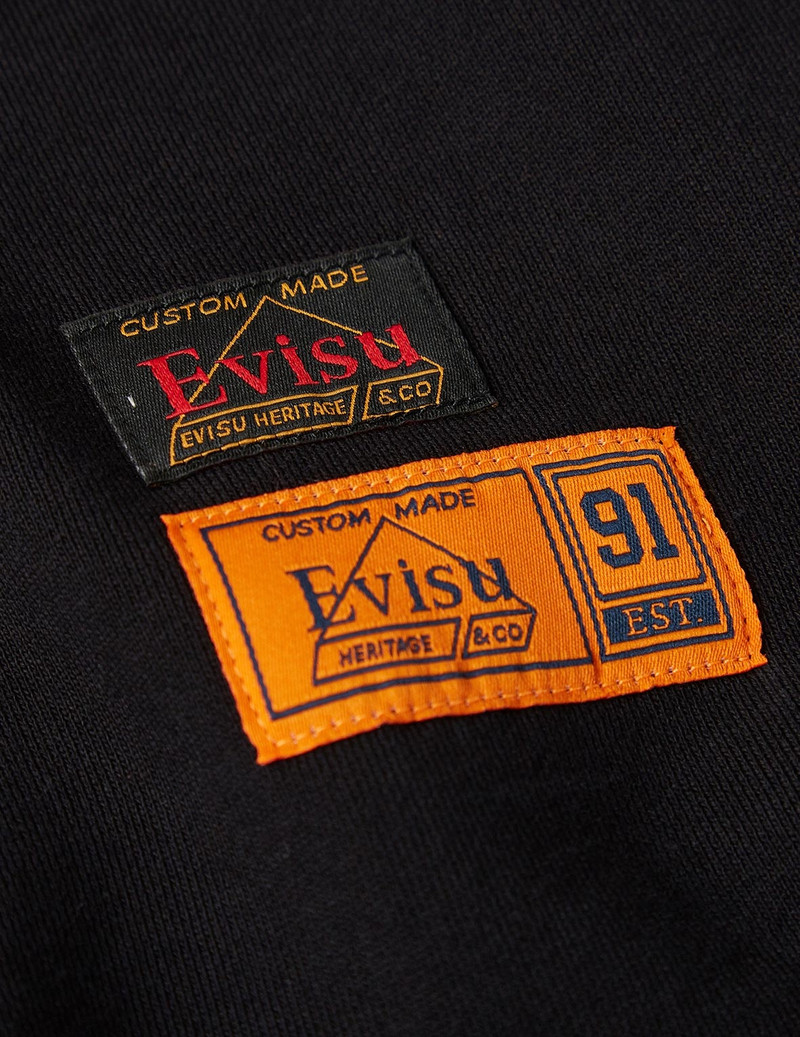 CUSTOM MADE
Evisu
EVISU HERITAGE & CO
CUSTOM MADE
Evisu
HERITAGE & CO
91
EST.